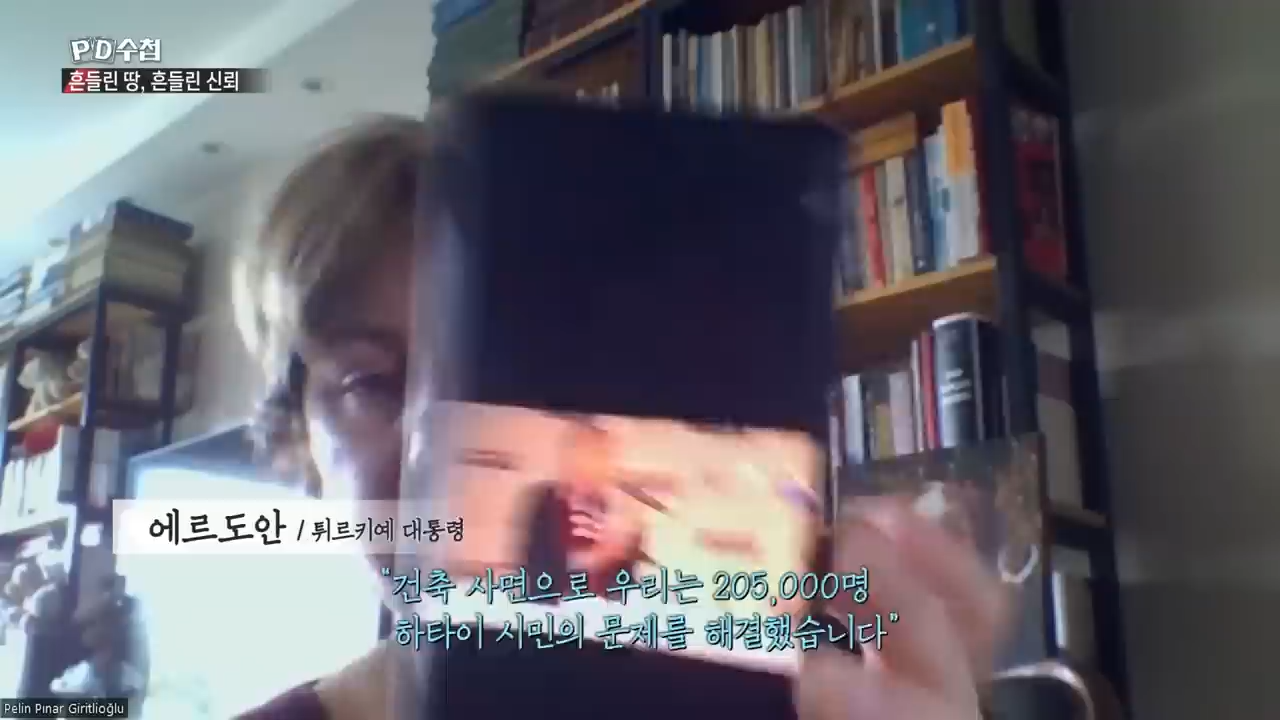 PD수첩
흔들린 땅, 흔들린 신뢰
에르도안 / 튀르키예 대통령
“건축 사면으로 우리는 205,000명
하타이 시민의 문제를 해결했습니다”
Pelin Pınar Giritlioğlu